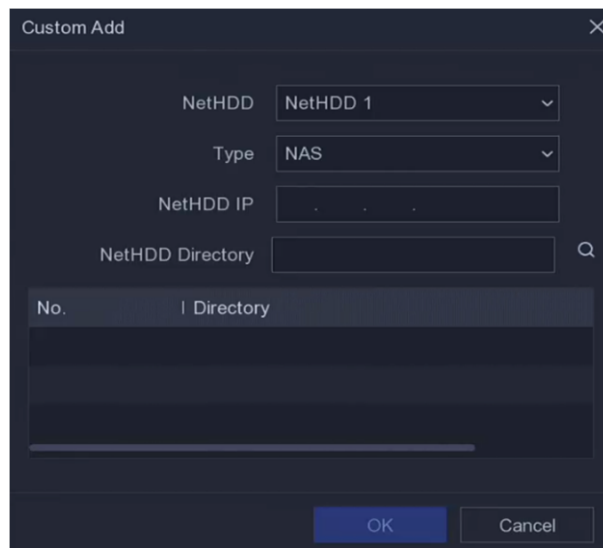 Custom Add
NetHDD NetHDD 1
Type NAS
NetHDD IP . . .
NetHDD Directory
No. Directory
OK Cancel